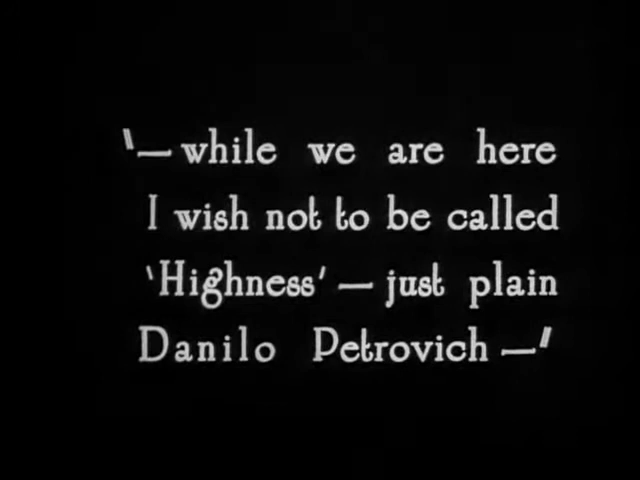 "—while we are here
I wish not to be called
'Highness'—just plain
Danilo Petrovich—"